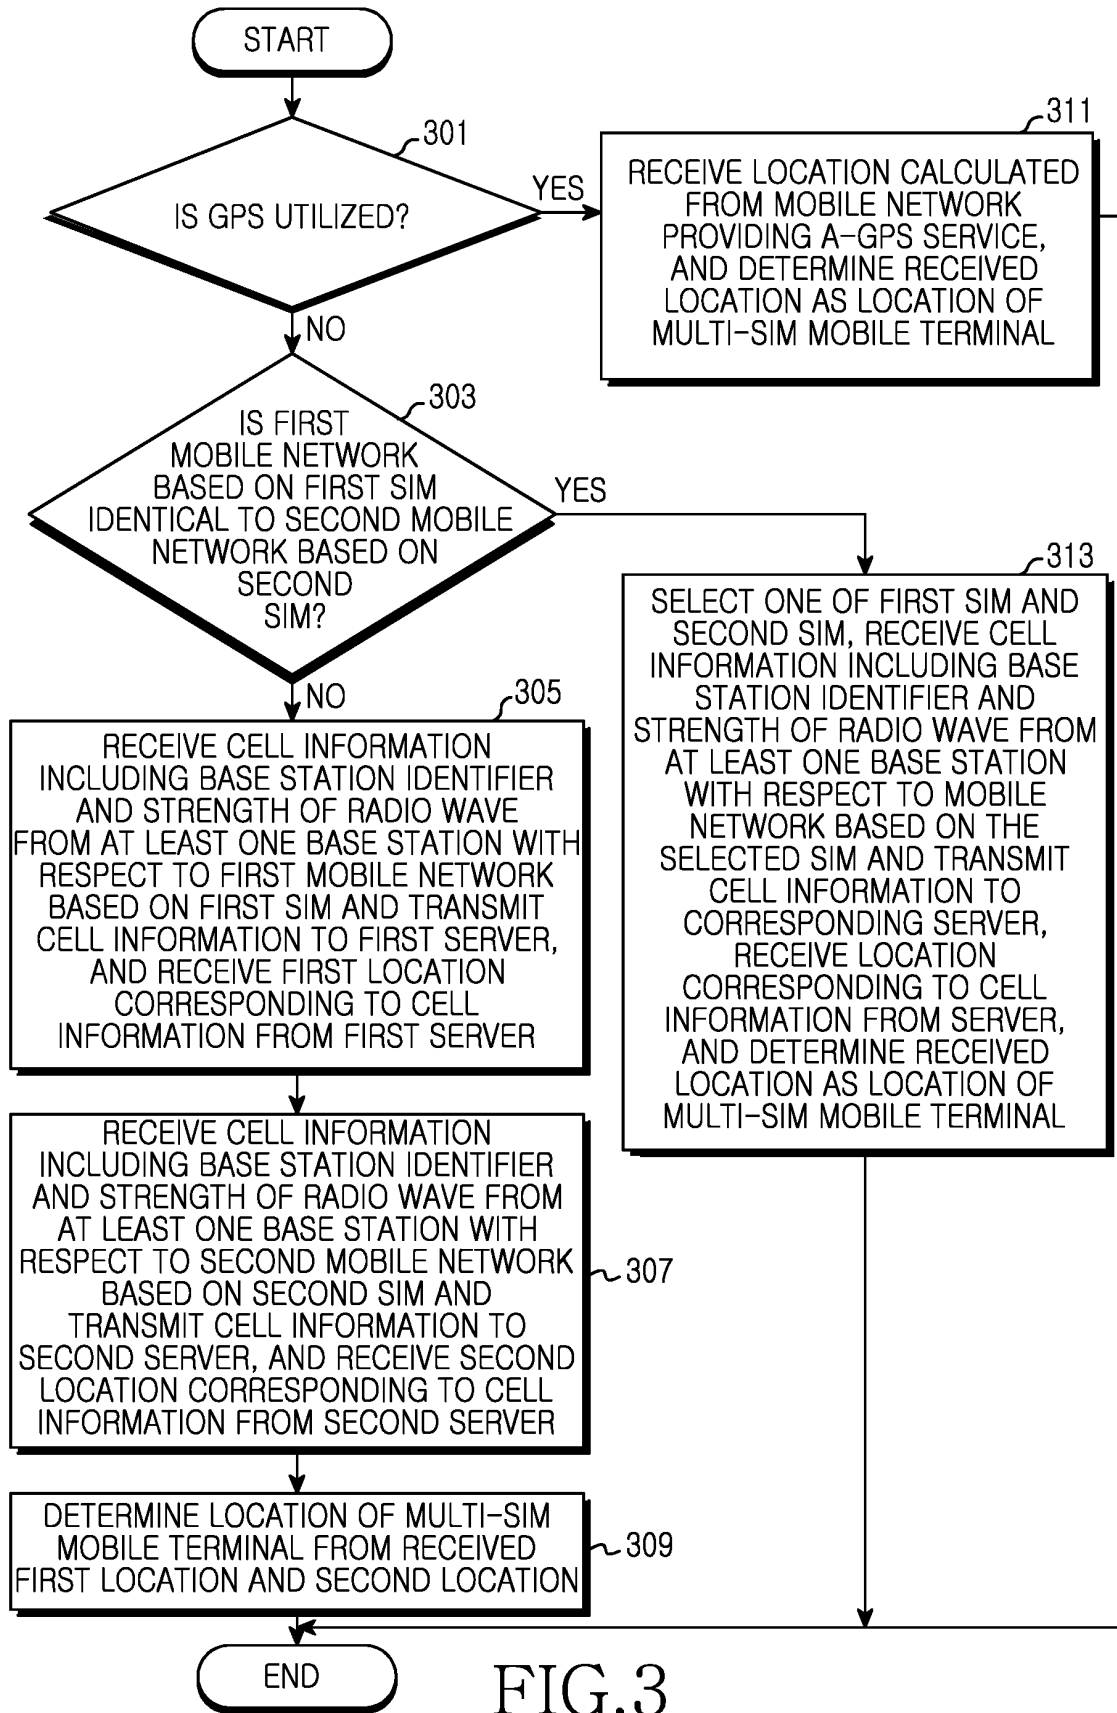 START
301
IS GPS UTILIZED?
YES
311
RECEIVE LOCATION CALCULATED
FROM MOBILE NETWORK
PROVIDING A-GPS SERVICE,
AND DETERMINE RECEIVED
LOCATION AS LOCATION OF
MULTI-SIM MOBILE TERMINAL
NO
303
IS FIRST
MOBILE NETWORK
BASED ON FIRST SIM
IDENTICAL TO SECOND MOBILE
NETWORK BASED ON
SECOND
SIM?
YES
313
SELECT ONE OF FIRST SIM AND
SECOND SIM, RECEIVE CELL
INFORMATION INCLUDING BASE
STATION IDENTIFIER AND
STRENGTH OF RADIO WAVE FROM
AT LEAST ONE BASE STATION
WITH RESPECT TO MOBILE
NETWORK BASED ON THE
SELECTED SIM AND TRANSMIT
CELL INFORMATION TO
CORRESPONDING SERVER,
RECEIVE LOCATION
CORRESPONDING TO CELL
INFORMATION FROM SERVER,
AND DETERMINE RECEIVED
LOCATION AS LOCATION OF
MULTI-SIM MOBILE TERMINAL
NO
305
RECEIVE CELL INFORMATION
INCLUDING BASE STATION IDENTIFIER
AND STRENGTH OF RADIO WAVE
FROM AT LEAST ONE BASE STATION WITH
RESPECT TO FIRST MOBILE NETWORK
BASED ON FIRST SIM AND TRANSMIT
CELL INFORMATION TO FIRST SERVER,
AND RECEIVE FIRST LOCATION
CORRESPONDING TO CELL
INFORMATION FROM FIRST SERVER
RECEIVE CELL INFORMATION
INCLUDING BASE STATION IDENTIFIER
AND STRENGTH OF RADIO WAVE FROM
AT LEAST ONE BASE STATION WITH
RESPECT TO SECOND MOBILE NETWORK
BASED ON SECOND SIM AND
TRANSMIT CELL INFORMATION TO
SECOND SERVER, AND RECEIVE SECOND
LOCATION CORRESPONDING TO CELL
INFORMATION FROM SECOND SERVER
307
DETERMINE LOCATION OF MULTI-SIM
MOBILE TERMINAL FROM RECEIVED
FIRST LOCATION AND SECOND LOCATION
309
END
FIG.3